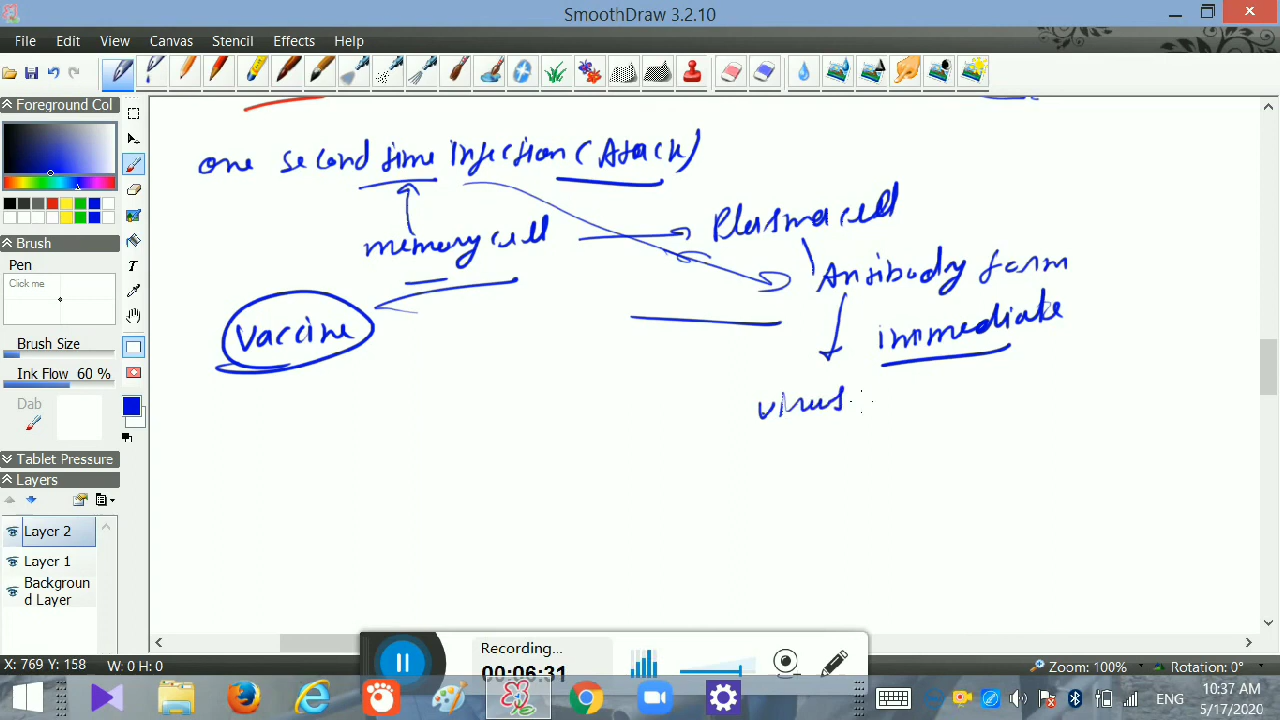 SmoothDraw 3.2.10
File Edit View Canvas Stencil Effects Help
Foreground Col
Brush
Pen
Click me
Brush Size
Ink Flow 60 %
Dab
Tablet Pressure
Layers
Layer 2
Layer 1
Backgroun
d Layer
one second time Injection (Attack)
memory cell
Plasma cell
Antibody form
immediate
vaccine
virus
Recording...
00:06:31
X: 769 Y: 158 W: 0 H: 0
Zoom: 100% Rotation: 0°
ENG
10:37 AM
5/17/2020